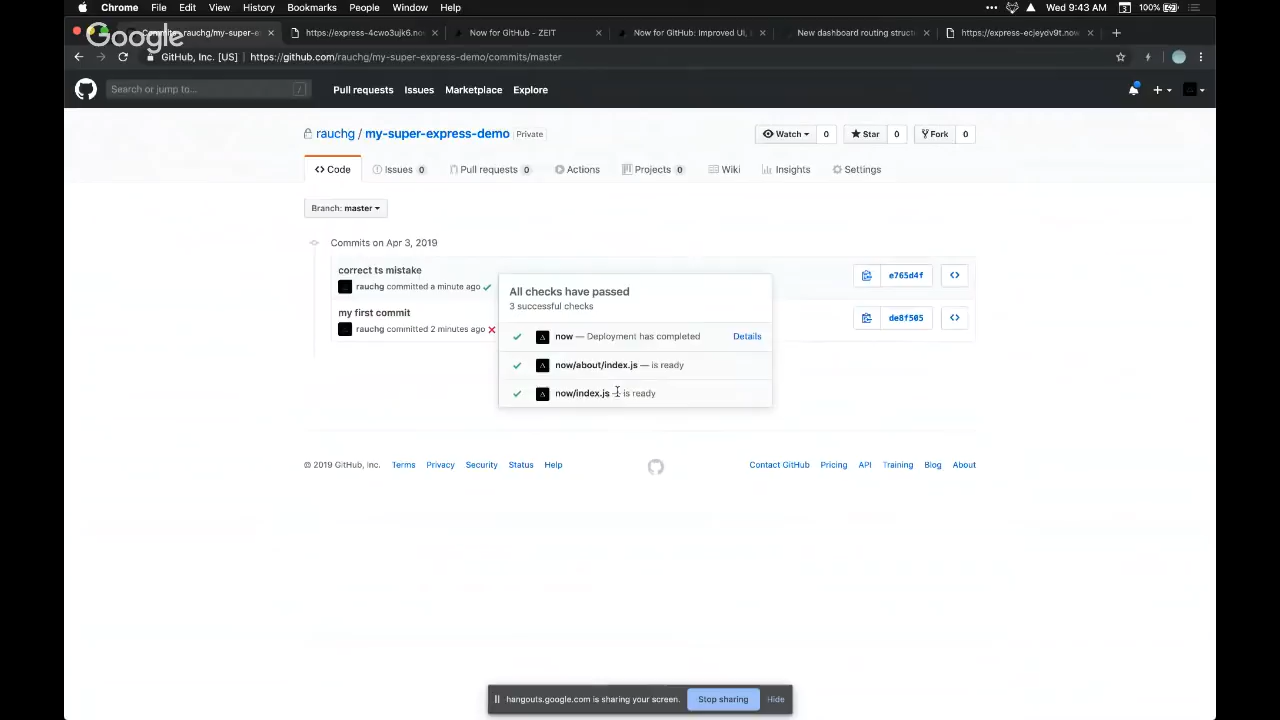 Chrome File Edit View History Bookmarks People Window Help
••• 3 100% Wed 9:43 AM
Google
Commits · rauchg/my-super-e
https://express-4cwo3ujk6.no
Now for GitHub - ZEIT
Now for GitHub: Improved UI,
New dashboard routing struct
https://express-ecjeydv9t.now
GitHub, Inc. [US] | https://github.com/rauchg/my-super-express-demo/commits/master
Search or jump to... /
Pull requests Issues Marketplace Explore
rauchg / my-super-express-demo Private
Watch 0 Star 0 Fork 0
<> Code Issues 0 Pull requests 0 Actions Projects 0 Wiki Insights Settings
Branch: master
Commits on Apr 3, 2019
correct ts mistake
rauchg committed a minute ago
e765d4f <>
my first commit
rauchg committed 2 minutes ago
de8f505 <>
All checks have passed
3 successful checks
now — Deployment has completed Details
now/about/index.js — is ready
now/index.js — is ready
© 2019 GitHub, Inc. Terms Privacy Security Status Help
Contact GitHub Pricing API Training Blog About
hangouts.google.com is sharing your screen. Stop sharing Hide